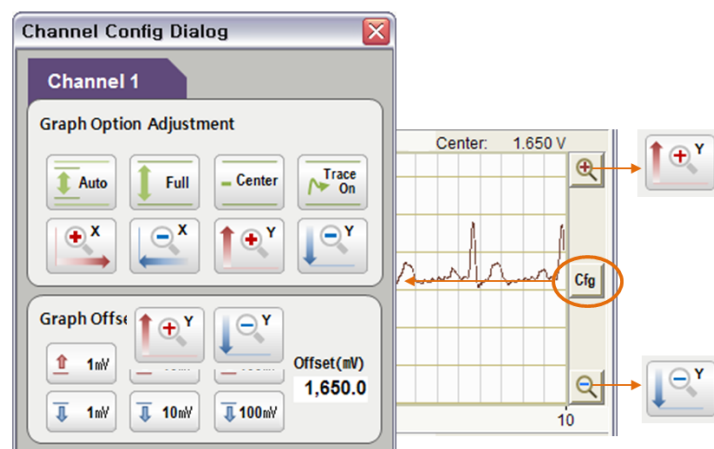 Channel Config Dialog
Channel 1
Graph Option Adjustment
Auto
Full
Center
Trace
On
X
X
Y
Y
Graph Offs
Y
Y
1mV
Offset(mV)
1,650.0
1mV
10mV
100mV
Center: 1.650 V
Cfg
10
Y
Y